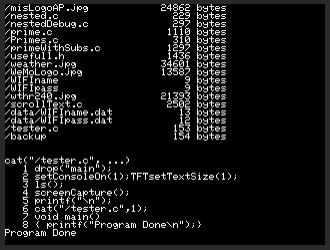 /misLogoAP.jpg 24862 bytes
/nested.c 229 bytes
/nestedDebug.c 297 bytes
/prime.c 1110 bytes
/Primes.c 310 bytes
/primeWithSubs.c 1297 bytes
/usefull.h 1436 bytes
/weather.jpg 34601 bytes
/WeMoLogo.jpg 13587 bytes
/WIFIname 9 bytes
/WIFIpass 9 bytes
/wthr240.jpg 21393 bytes
/scrollText.c 2502 bytes
/data/WIFIname.dat 13 bytes
/data/WIFIpass.dat 12 bytes
/tester.c 153 bytes
/backup 154 bytes
cat("/tester.c", ...)
1 drop("main");
2 setConsoleOn(1);TFTsetTextSize(1);
3 ls();
4 screenCapture();
5 printf("\n");
6 cat("/tester.c",1);
7 void main()
8 { printf("Program Done\n");}
Program Done